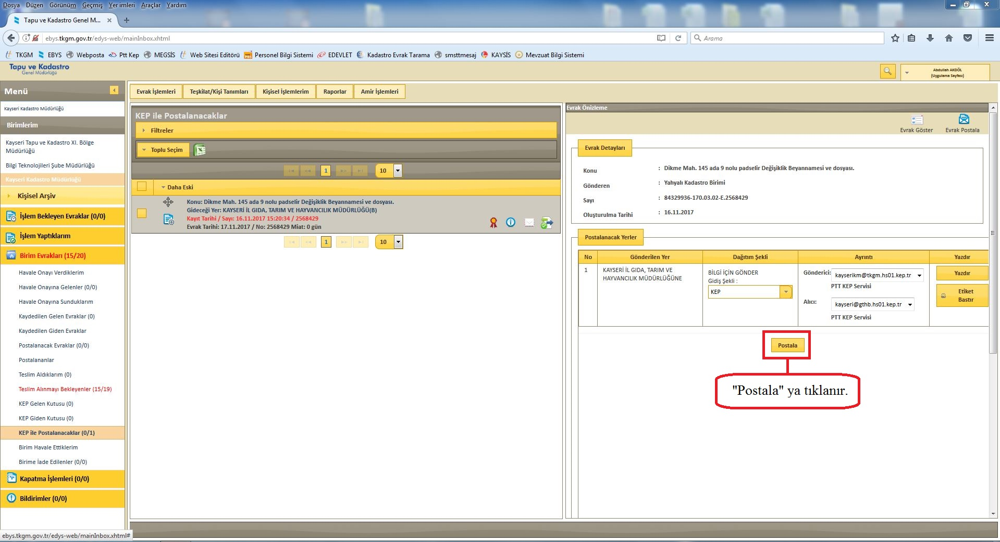 Dosya Düzen Görünüm Geçmiş Yer imleri Araçlar Yardım
Tapu ve Kadastro Genel M...
ebys.tkgm.gov.tr/edys-web/mainInbox.xhtml
Arama
TKGM EBYS Webposta Ptt Kep MEGSİS Web Sitesi Editörü Personel Bilgi Sistemi EDEVLET Kadastro Evrak Tarama smsttmesaj KAYSİS Mevzuat Bilgi Sistemi
Tapu ve Kadastro
Genel Müdürlüğü
Abdullah AKDÖL
(Uygulama Sayfası)
Menü
Kayseri Kadastro Müdürlüğü
Birimlerim
Kayseri Tapu ve Kadastro XI. Bölge
Müdürlüğü
Bilgi Teknolojileri Şube Müdürlüğü
Kayseri Kadastro Müdürlüğü
Kişisel Arşiv
İşlem Bekleyen Evraklar (0/0)
İşlem Yaptıklarım
Birim Evrakları (15/20)
Havale Onayı Verdiklerim
Havale Onayına Gelenler (0/0)
Havale Onayına Sunduklarım
Kaydedilen Gelen Evraklar (0)
Kaydedilen Giden Evraklar
Postalanacak Evraklar (0/0)
Postalananlar
Teslim Aldıklarım (0)
Teslim Alınmayı Bekleyenler (15/19)
KEP Gelen Kutusu (0)
KEP Giden Kutusu (0)
KEP ile Postalanacaklar (0/1)
Birim Havale Ettiklerim
Birime İade Edilenler (0/0)
Kapatma İşlemleri (0/0)
Bildirimler (0/0)
ebys.tkgm.gov.tr/edys-web/mainInbox.xhtml#
Evrak İşlemleri Teşkilat/Kişi Tanımları Kişisel İşlemlerim Raporlar Amir İşlemleri
KEP ile Postalanacaklar
Filtreler
Toplu Seçim
1 10
Daha Eski
Konu: Dikme Mah. 145 ada 9 nolu padselir Değişiklik Beyannamesi ve dosyası.
Gideceği Yer: KAYSERİ İL GIDA, TARIM VE HAYVANCILIK MÜDÜRLÜĞÜ(B)
Kayıt Tarihi / Sayı: 16.11.2017 15:20:34 / 2568429
Evrak Tarihi: 17.11.2017 / No: 2568429 Miat: 0 gün
1 10
Evrak Önizleme
Evrak Göster Evrak Postala
Evrak Detayları
Konu : Dikme Mah. 145 ada 9 nolu padselir Değişiklik Beyannamesi ve dosyası.
Gönderen : Yahyalı Kadastro Birimi
Sayı : 84329936-170.03.02-E.2568429
Oluşturulma Tarihi : 16.11.2017
Postalanacak Yerler
No Gönderilen Yer Dağıtım Şekli Ayrıntı Yazdır
1 KAYSERİ İL GIDA, TARIM VE
HAYVANCILIK MÜDÜRLÜĞÜNE
BİLGİ İÇİN GÖNDER
Gidiş Şekli :
KEP
Gönderici: kayserikm@tkgm.hs01.kep.tr
PTT KEP Servisi
Alıcı: kayseri@gthb.hs01.kep.tr
PTT KEP Servisi
Yazdır
Etiket
Bastır
Postala
"Postala" ya tıklanır.